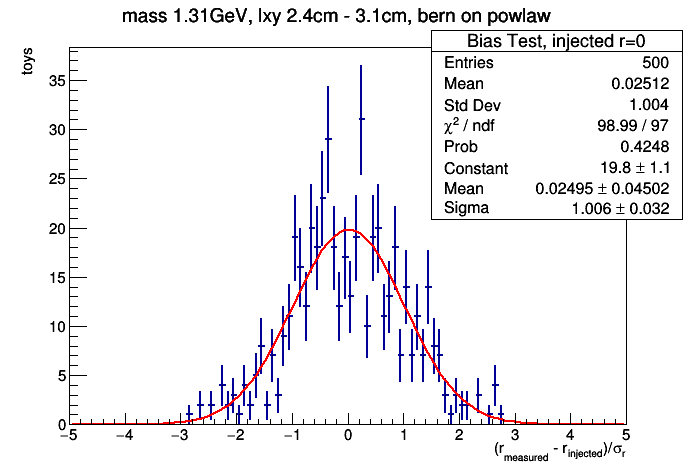 mass 1.31GeV, lxy 2.4cm - 3.1cm, bern on powlaw
Bias Test, injected r=0
Entries 500
Mean 0.02512
Std Dev 1.004
χ² / ndf 98.99 / 97
Prob 0.4248
Constant 19.8 ± 1.1
Mean 0.02495 ± 0.04502
Sigma 1.006 ± 0.032
toys
35
30
25
20
15
10
5
0
−5 −4 −3 −2 −1 0 1 2 3 4 5
(r_measured - r_injected)/σ_r